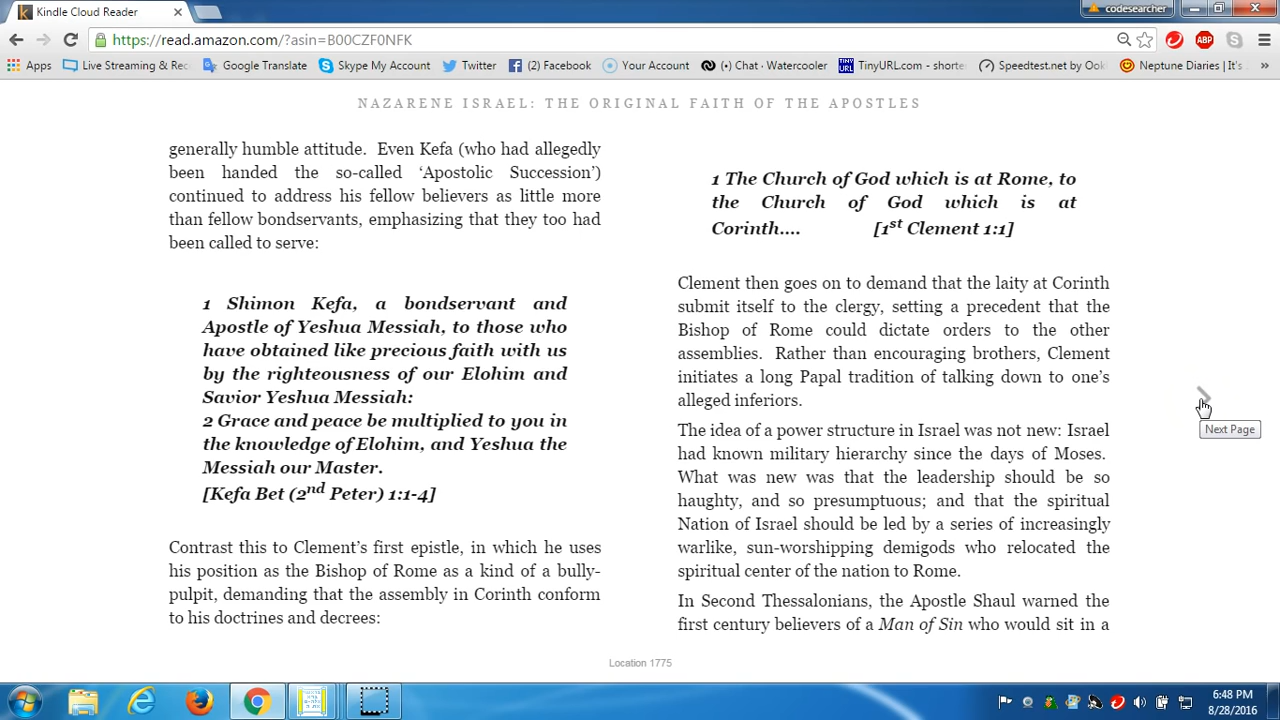 Kindle Cloud Reader
codesearcher
https://read.amazon.com/?asin=B00CZF0NFK
ABP
Apps
Live Streaming & Rec
Google Translate
Skype My Account
Twitter
(2) Facebook
Your Account
(·) Chat · Watercooler
TINY URL
TinyURL.com - shorte
Speedtest.net by Ook
Neptune Diaries | It's
»
NAZARENE ISRAEL: THE ORIGINAL FAITH OF THE APOSTLES
generally humble attitude. Even Kefa (who had allegedly
been handed the so-called ‘Apostolic Succession’)
continued to address his fellow believers as little more
than fellow bondservants, emphasizing that they too had
been called to serve:
1 Shimon Kefa, a bondservant and
Apostle of Yeshua Messiah, to those who
have obtained like precious faith with us
by the righteousness of our Elohim and
Savior Yeshua Messiah:
2 Grace and peace be multiplied to you in
the knowledge of Elohim, and Yeshua the
Messiah our Master.
[Kefa Bet (2nd Peter) 1:1-4]
Contrast this to Clement’s first epistle, in which he uses
his position as the Bishop of Rome as a kind of a bully-
pulpit, demanding that the assembly in Corinth conform
to his doctrines and decrees:
1 The Church of God which is at Rome, to
the Church of God which is at
Corinth.... [1st Clement 1:1]
Clement then goes on to demand that the laity at Corinth
submit itself to the clergy, setting a precedent that the
Bishop of Rome could dictate orders to the other
assemblies. Rather than encouraging brothers, Clement
initiates a long Papal tradition of talking down to one’s
alleged inferiors.
The idea of a power structure in Israel was not new: Israel
had known military hierarchy since the days of Moses.
What was new was that the leadership should be so
haughty, and so presumptuous; and that the spiritual
Nation of Israel should be led by a series of increasingly
warlike, sun-worshipping demigods who relocated the
spiritual center of the nation to Rome.
In Second Thessalonians, the Apostle Shaul warned the
first century believers of a Man of Sin who would sit in a
Next Page
Location 1775
6:48 PM
8/28/2016